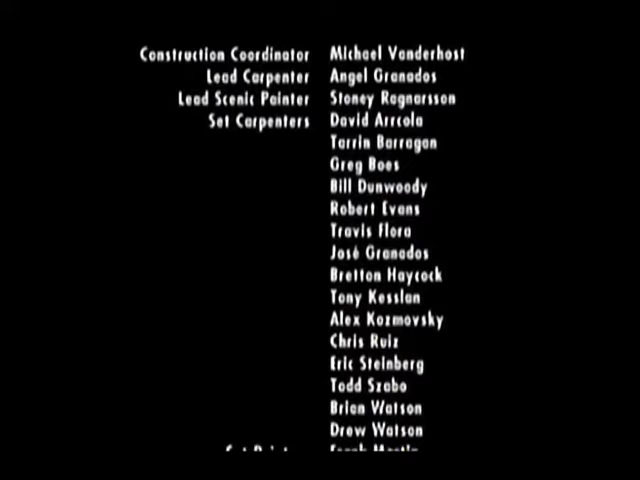 Construction Coordinator Michael Vanderhost
Lead Carpenter Angel Granados
Lead Scenic Painter Stoney Ragnarsson
Set Carpenters David Arrcola
Tarrin Barragan
Greg Boes
Bill Dunwoody
Robert Evans
Travis Flora
José Granados
Bretton Haycock
Tony Kesslan
Alex Kozmovsky
Chris Ruiz
Eric Steinberg
Todd Szabo
Brian Watson
Drew Watson